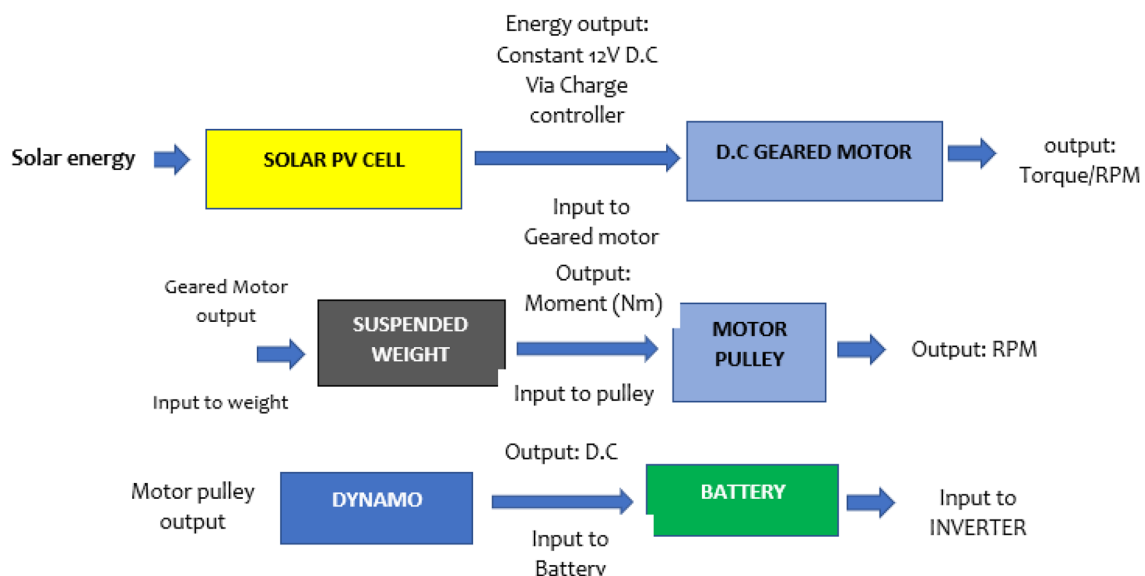 Energy output:
Constant 12V D.C
Via Charge
controller
Solar energy
SOLAR PV CELL
D.C GEARED MOTOR
output:
Torque/RPM
Input to
Geared motor
Geared Motor
output
Input to weight
SUSPENDED
WEIGHT
Output:
Moment (Nm)
Input to pulley
MOTOR
PULLEY
Output: RPM
Motor pulley
output
DYNAMO
Output: D.C
Input to
Battery
BATTERY
Input to
INVERTER